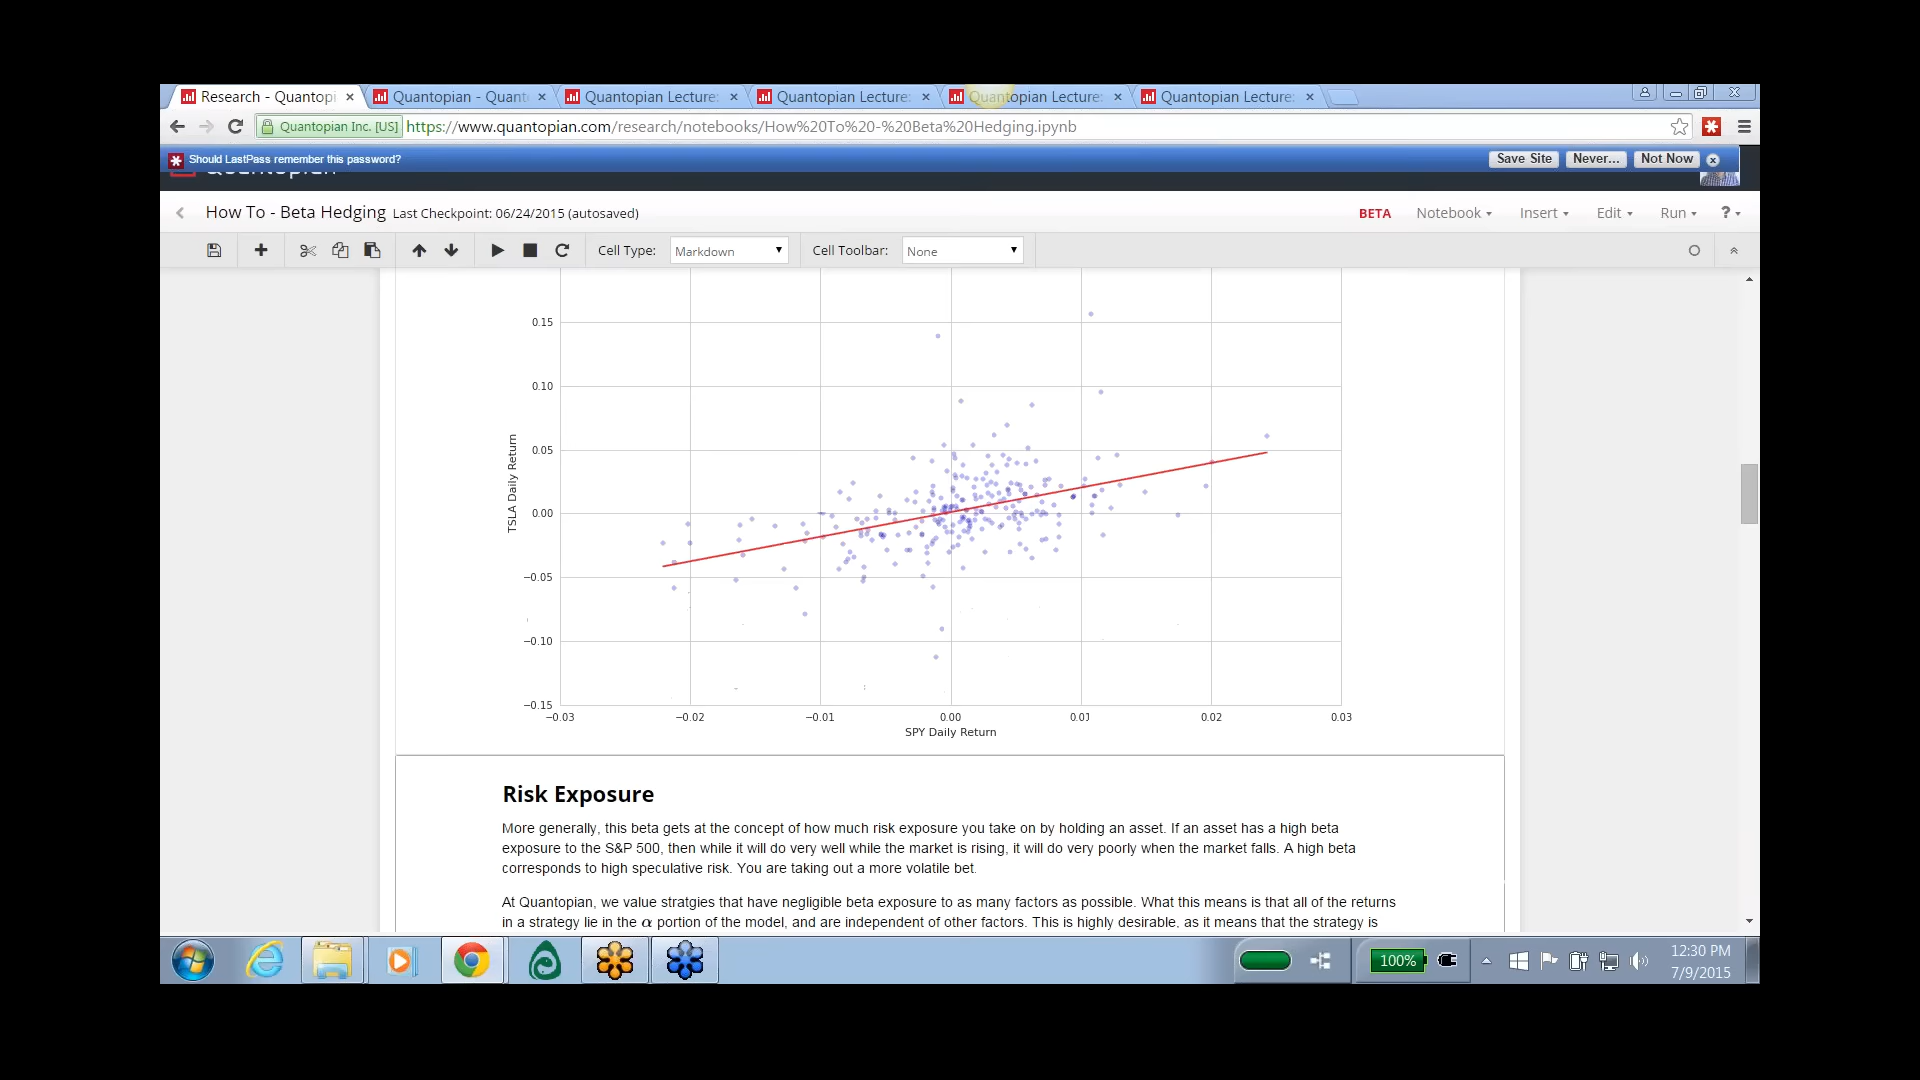 Research - Quantopi
Quantopian - Quant
Quantopian Lecture:
Quantopian Lecture:
Quantopian Lecture:
Quantopian Lecture:
Quantopian Inc. [US] https://www.quantopian.com/research/notebooks/How%20To%20-%20Beta%20Hedging.ipynb
Should LastPass remember this password?
Save Site
Never...
Not Now
Quantopian
How To - Beta Hedging Last Checkpoint: 06/24/2015 (autosaved)
BETA
Notebook
Insert
Edit
Run
?
Cell Type:
Markdown
Cell Toolbar:
None
0.15
0.10
0.05
0.00
−0.05
−0.10
−0.15
TSLA Daily Return
−0.03
−0.02
−0.01
0.00
0.01
0.02
0.03
SPY Daily Return
Risk Exposure
More generally, this beta gets at the concept of how much risk exposure you take on by holding an asset. If an asset has a high beta
exposure to the S&P 500, then while it will do very well while the market is rising, it will do very poorly when the market falls. A high beta
corresponds to high speculative risk. You are taking out a more volatile bet.
At Quantopian, we value stratgies that have negligible beta exposure to as many factors as possible. What this means is that all of the returns
in a strategy lie in the α portion of the model, and are independent of other factors. This is highly desirable, as it means that the strategy is
100%
12:30 PM
7/9/2015